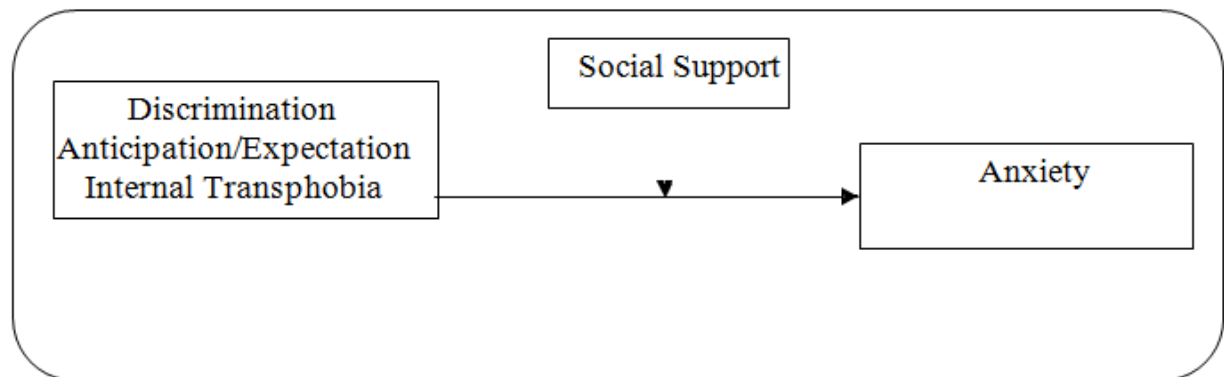 Social Support
Discrimination
Anticipation/Expectation
Internal Transphobia
Anxiety